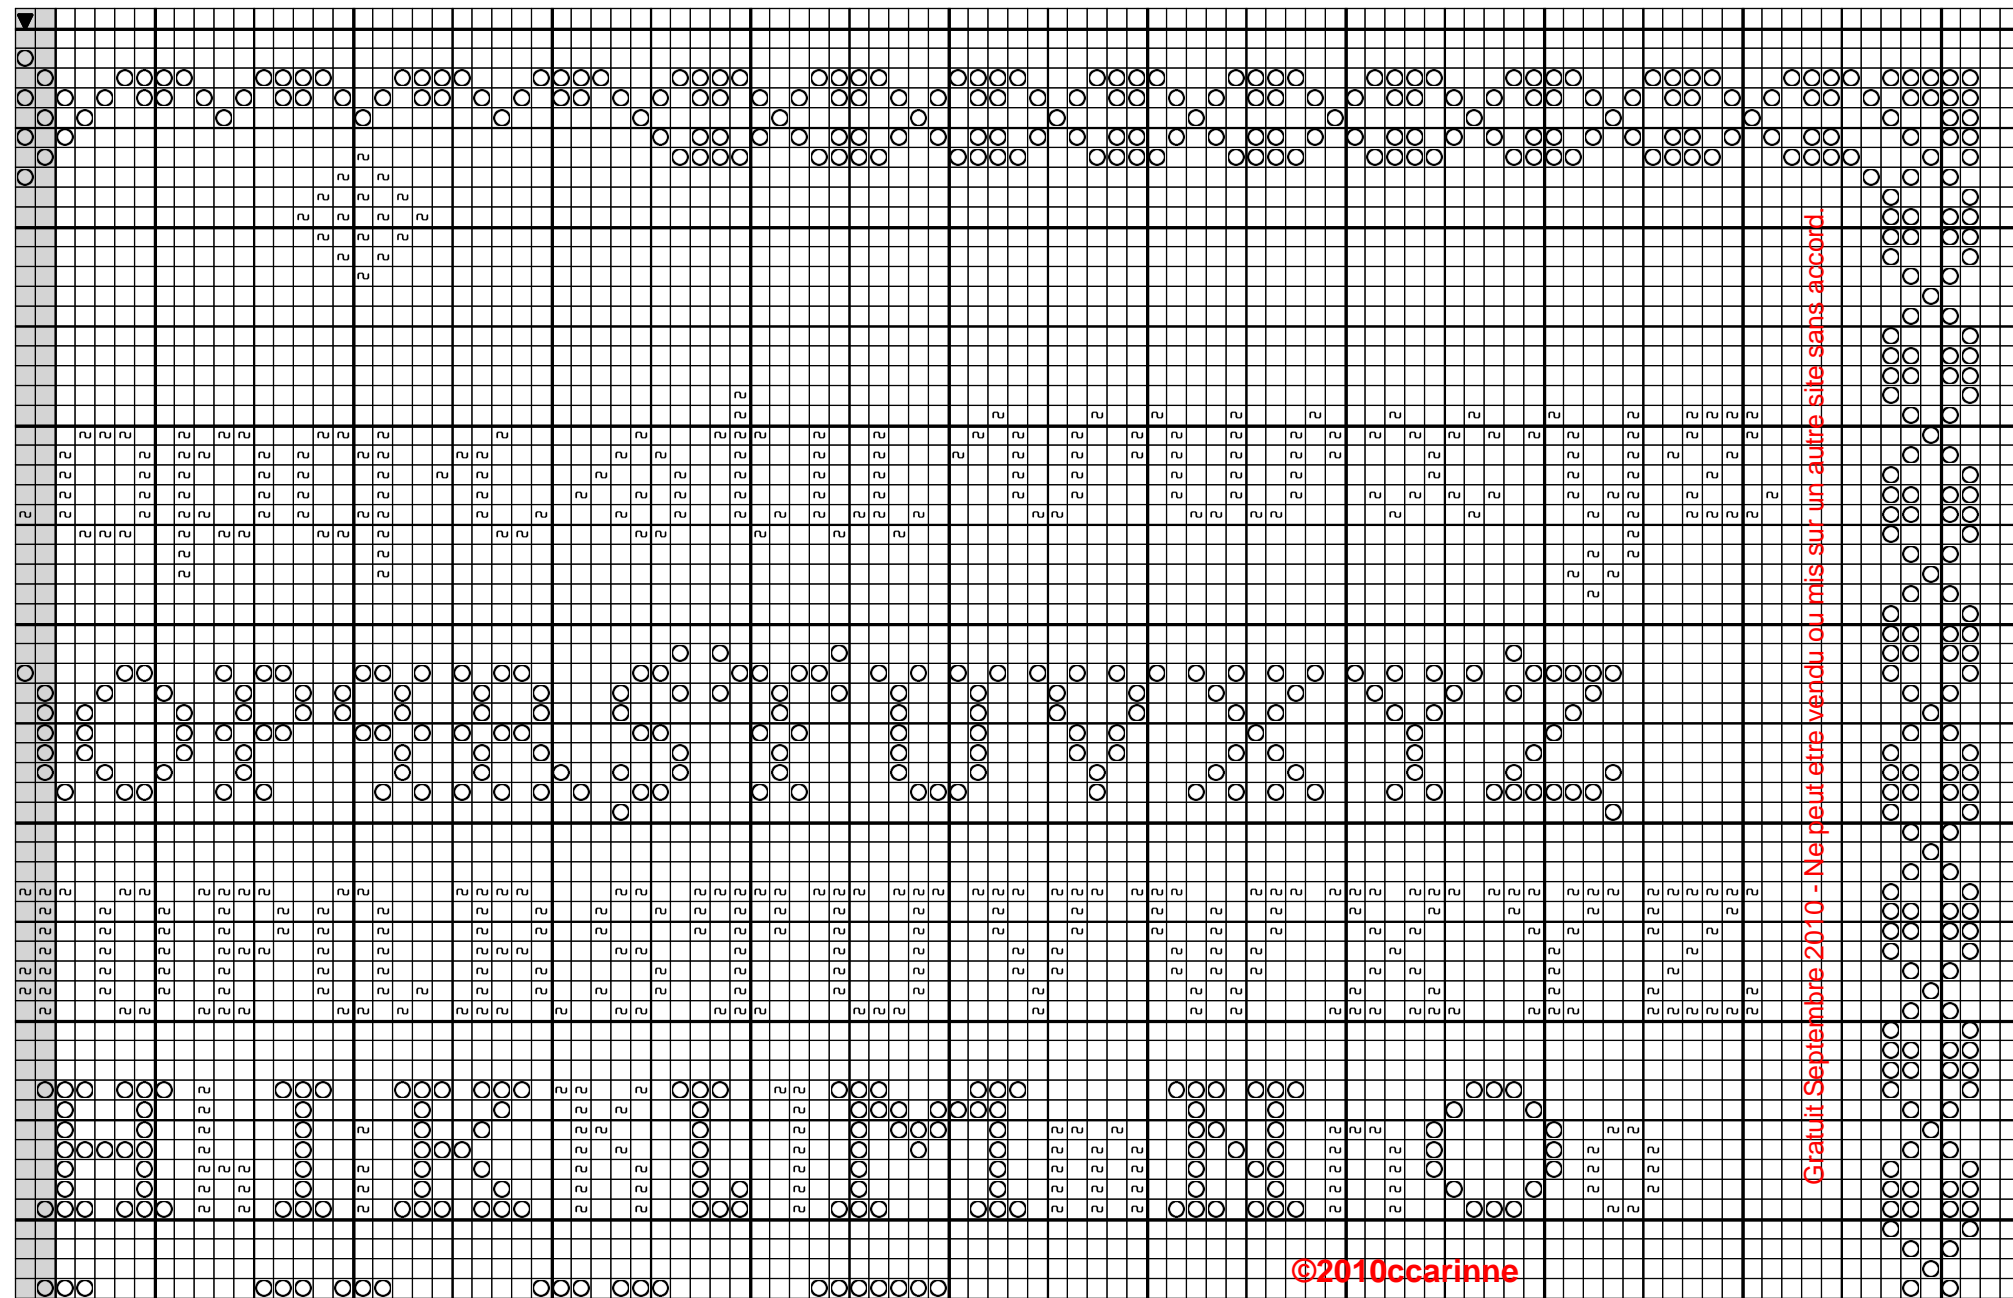 o p q r s t u v w x y z
O P Q R S T U V X Y Z
N O P Q R S T U V W X Y Z
H h I i K k L l M m N n O o
Gratuit Septembre 2010 - Ne peut etre vendu ou mis sur un autre site sans accord.
©2010ccarinne